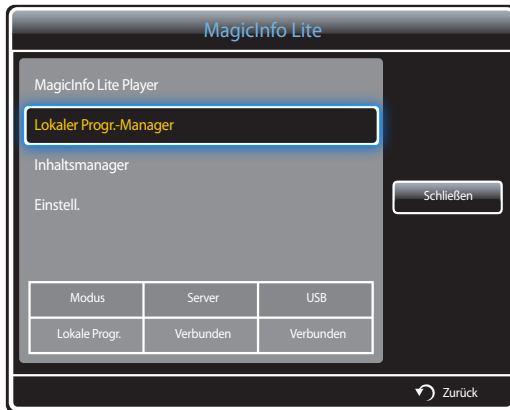 MagicInfo Lite
MagicInfo Lite Player
Lokaler Progr.-Manager
Inhaltsmanager
Einstell.
Schließen
Modus Server USB
Lokale Progr. Verbunden Verbunden
Zurück